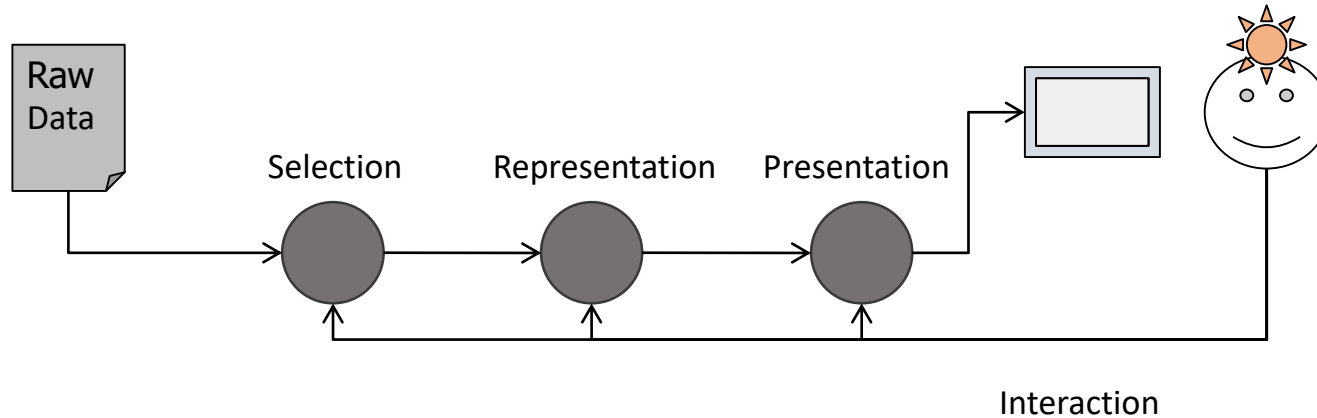 Raw
Data
Selection
Representation
Presentation
Interaction